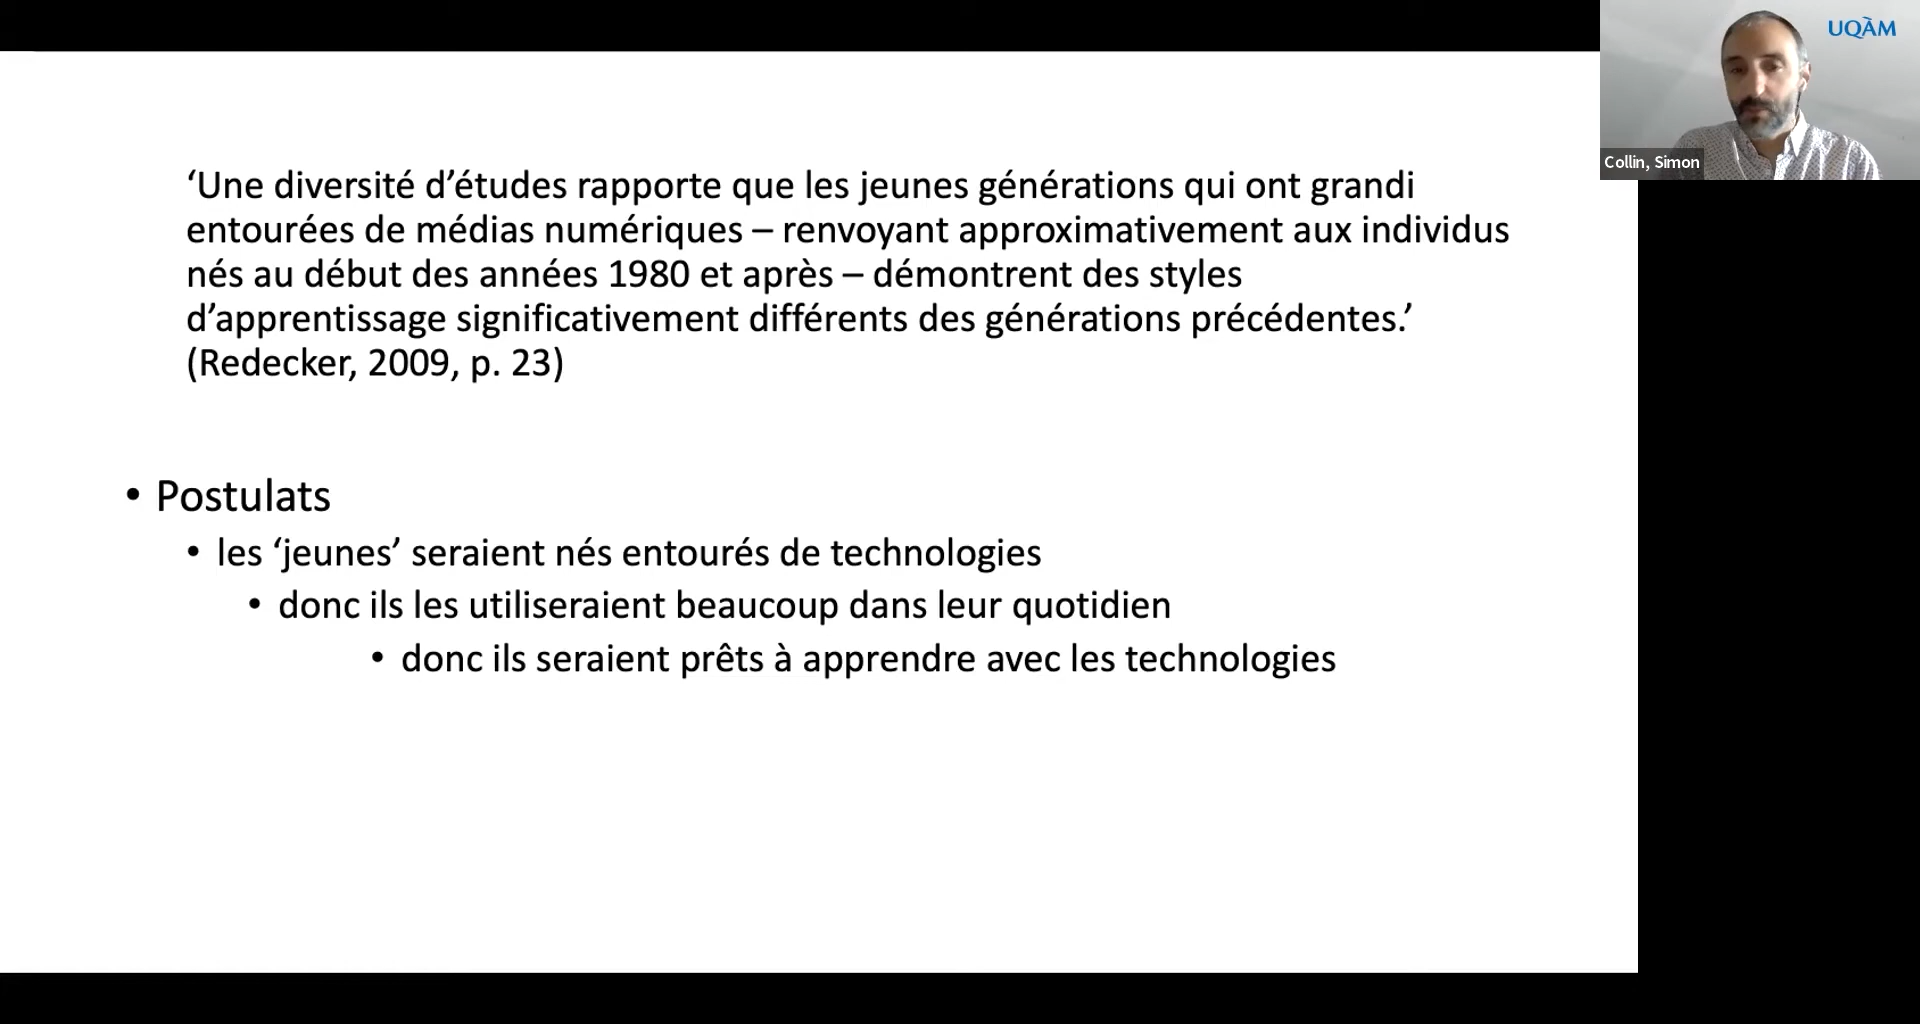 UQÀM
Collin, Simon
‘Une diversité d’études rapporte que les jeunes générations qui ont grandi
entourées de médias numériques – renvoyant approximativement aux individus
nés au début des années 1980 et après – démontrent des styles
d’apprentissage significativement différents des générations précédentes.’
(Redecker, 2009, p. 23)
• Postulats
• les ‘jeunes’ seraient nés entourés de technologies
• donc ils les utiliseraient beaucoup dans leur quotidien
• donc ils seraient prêts à apprendre avec les technologies